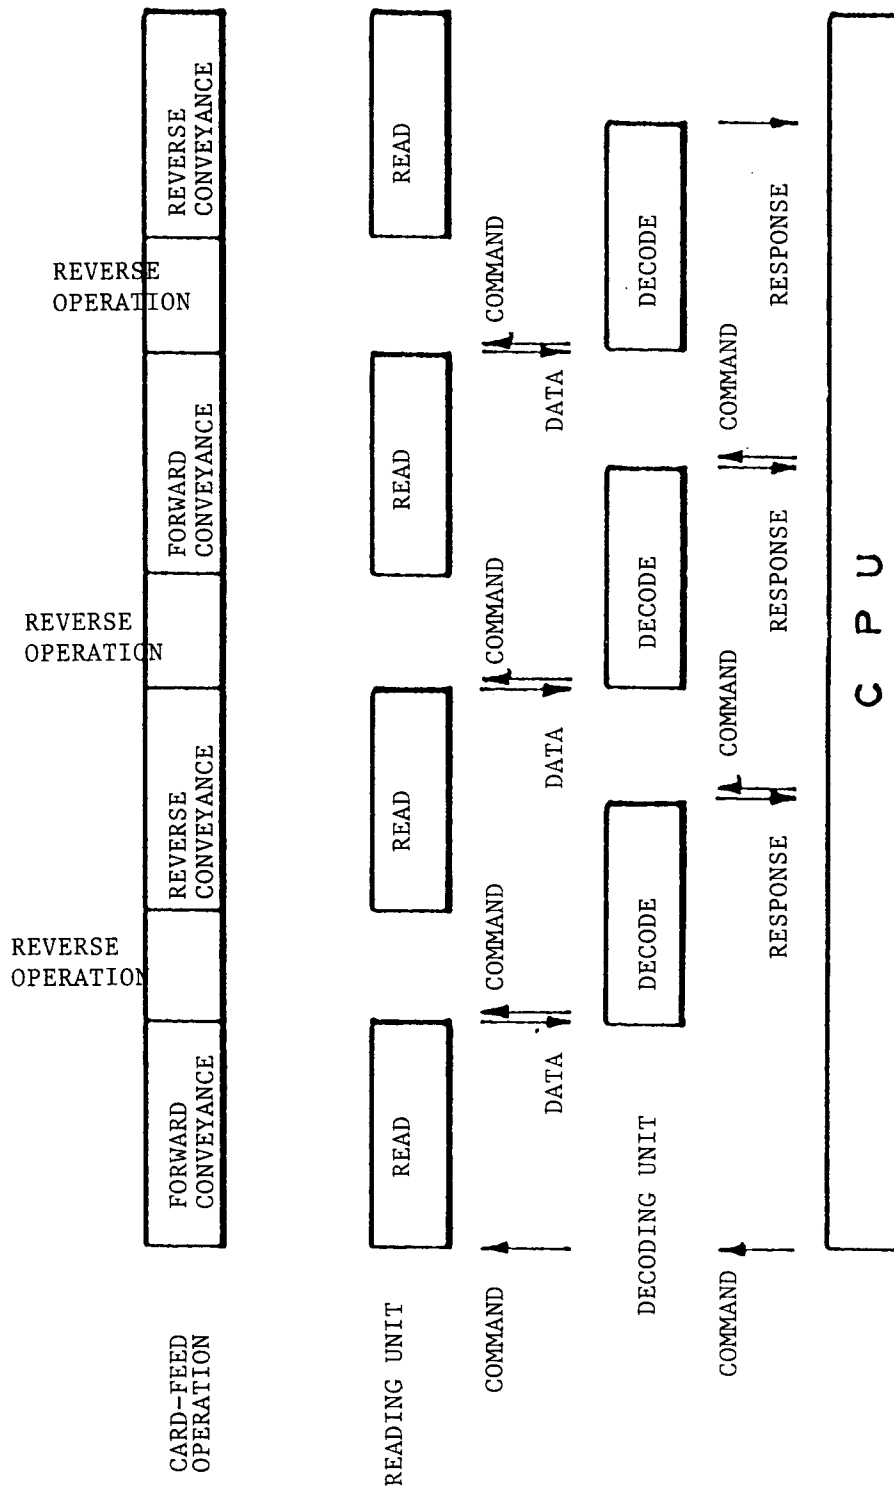 CARD-FEED
OPERATION
FORWARD
CONVEYANCE
REVERSE
OPERATION
REVERSE
CONVEYANCE
REVERSE
OPERATION
FORWARD
CONVEYANCE
REVERSE
OPERATION
REVERSE
CONVEYANCE
READING UNIT
READ
READ
READ
READ
COMMAND
COMMAND
COMMAND
COMMAND
DATA
DATA
DATA
DECODING UNIT
DECODE
DECODE
DECODE
COMMAND
COMMAND
COMMAND
RESPONSE
RESPONSE
RESPONSE
CPU